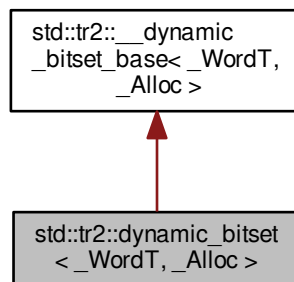 std::tr2::__dynamic
_bitset_base< _WordT,
_Alloc >
std::tr2::dynamic_bitset
< _WordT, _Alloc >